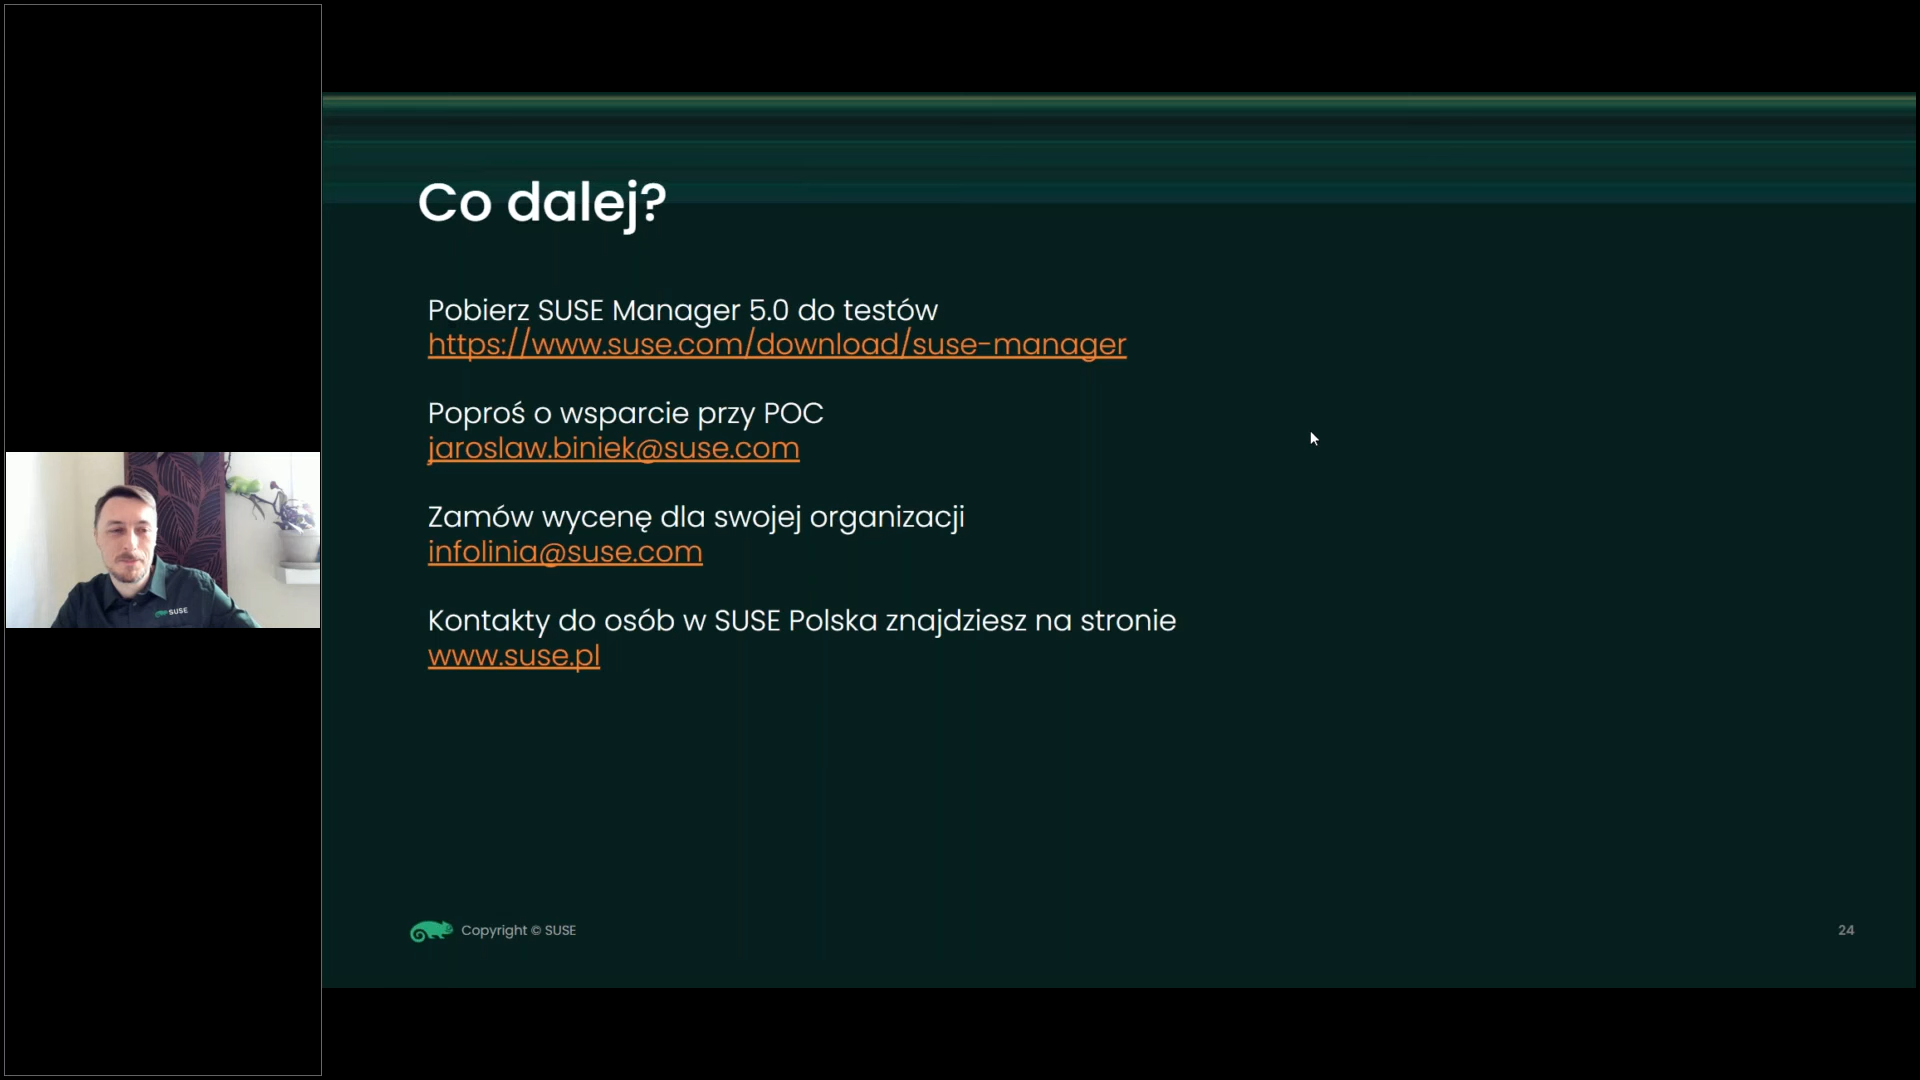 Co dalej?
Pobierz SUSE Manager 5.0 do testów
https://www.suse.com/download/suse-manager
Poproś o wsparcie przy POC
jaroslaw.biniek@suse.com
Zamów wycenę dla swojej organizacji
infolinia@suse.com
Kontakty do osób w SUSE Polska znajdziesz na stronie
www.suse.pl
SUSE
Copyright © SUSE
24